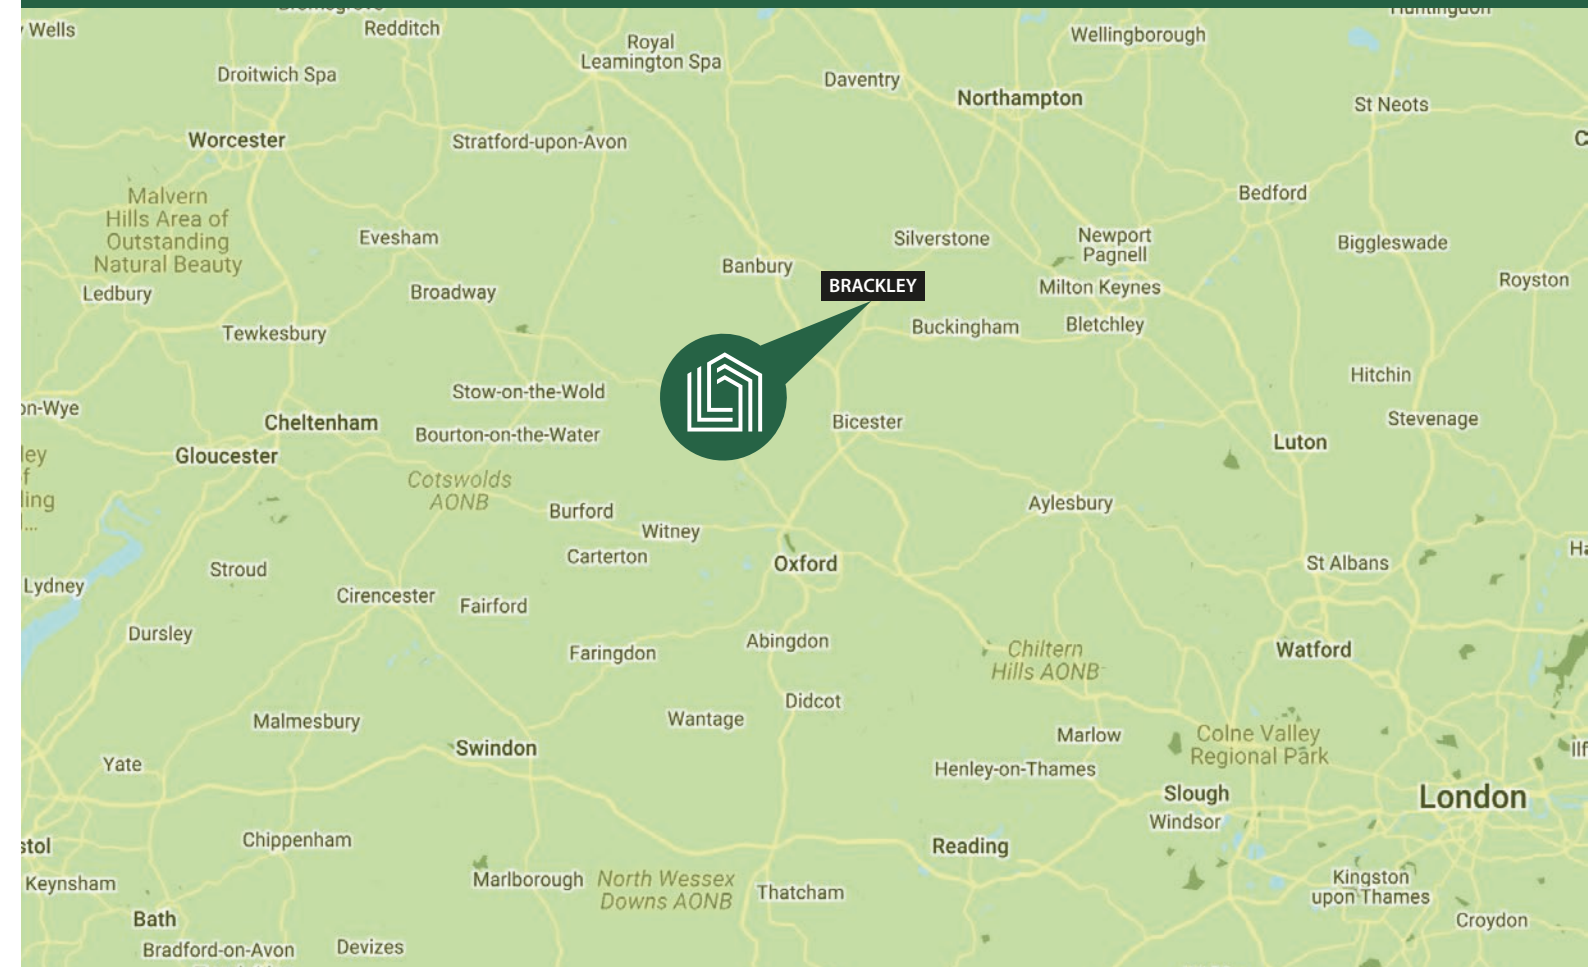 Wells
Redditch
Royal
Leamington Spa
Wellingborough
Droitwich Spa
Daventry
Northampton
St Neots
Worcester
Stratford-upon-Avon
Malvern
Hills Area of
Outstanding
Natural Beauty
Bedford
Evesham
Silverstone
Newport
Pagnell
Biggleswade
Banbury
BRACKLEY
Royston
Ledbury
Broadway
Milton Keynes
Tewkesbury
Buckingham
Bletchley
Hitchin
Stow-on-the-Wold
on-Wye
Cheltenham
Bicester
Stevenage
Bourton-on-the-Water
Luton
Gloucester
Cotswolds
AONB
Burford
Aylesbury
Witney
Carterton
Oxford
St Albans
Stroud
Lydney
Cirencester
Fairford
Dursley
Faringdon
Abingdon
Chiltern
Hills AONB
Watford
Didcot
Wantage
Malmesbury
Marlow
Colne Valley
Regional Park
Swindon
Yate
Henley-on-Thames
Slough
London
Windsor
Chippenham
stol
Reading
Keynsham
Marlborough
North Wessex
Downs AONB
Thatcham
Kingston
upon Thames
Bath
Croydon
Bradford-on-Avon
Devizes